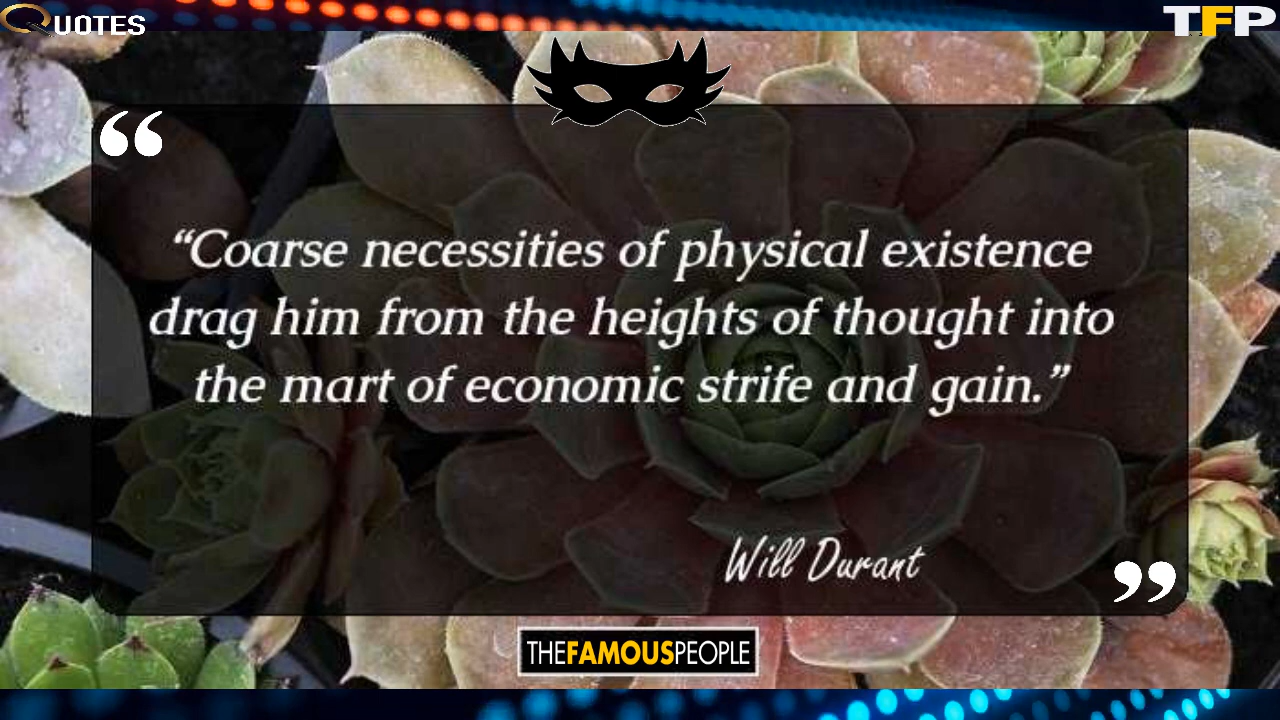 QUOTES
TFP
“
“Coarse necessities of physical existence
drag him from the heights of thought into
the mart of economic strife and gain.”
Will Durant
”
THEFAMOUSPEOPLE